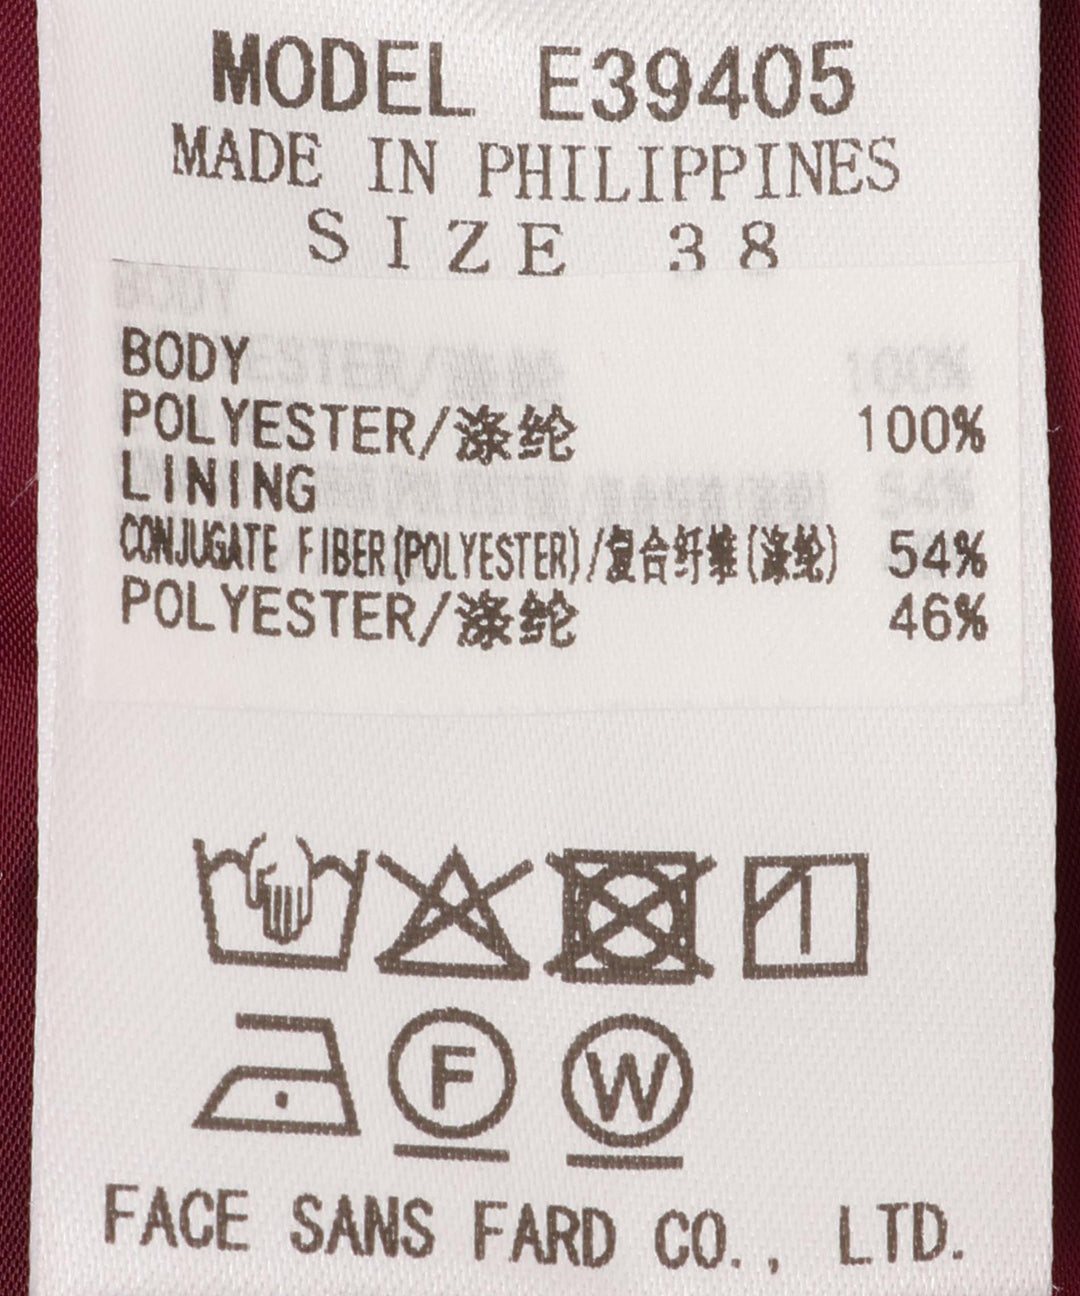 MODEL E39405
MADE IN PHILIPPINES
SIZE 38
BODY
POLYESTER/涤纶 100%
LINING
CONJUGATE FIBER(POLYESTER)/复合纤维(涤纶) 54%
POLYESTER/涤纶 46%
F W
FACE SANS FARD CO., LTD.